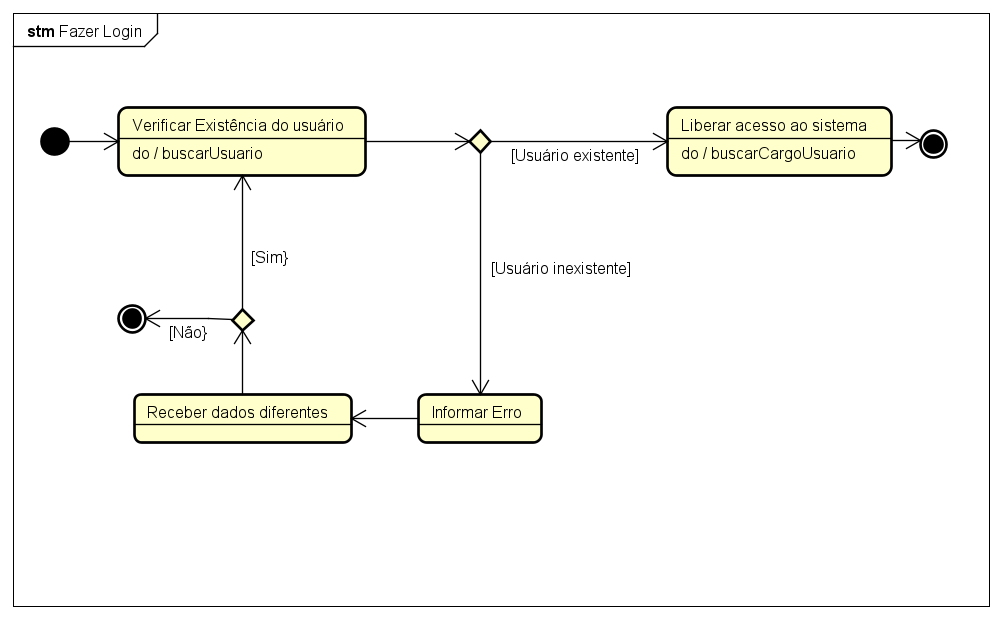 stm Fazer Login
Verificar Existência do usuário
do / buscarUsuario
[Usuário existente]
Liberar acesso ao sistema
do / buscarCargoUsuario
[Sim}
[Usuário inexistente]
[Não}
Receber dados diferentes
Informar Erro